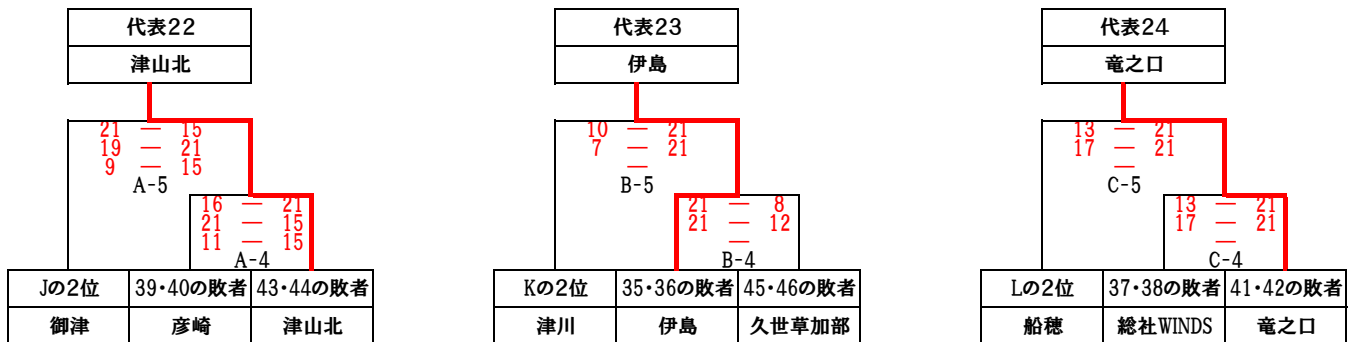 代表22
津山北
21 — 15
19 — 21
9 — 15
A-5
16 — 21
21 — 15
11 — 15
A-4
Jの2位 39・40の敗者 43・44の敗者
御津 彦崎 津山北
代表23
伊島
10 — 21
7 — 21
—
B-5
21 — 8
21 — 12
—
B-4
Kの2位 35・36の敗者 45・46の敗者
津川 伊島 久世草加部
代表24
竜之口
13 — 21
17 — 21
—
C-5
13 — 21
17 — 21
—
C-4
Lの2位 37・38の敗者 41・42の敗者
船穂 総社WINDS 竜之口